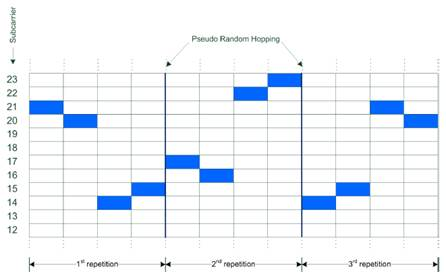 Subcarrier
Pseudo Random Hopping
23
22
21
20
19
18
17
16
15
14
13
12
1st repetition
2nd repetition
3rd repetition